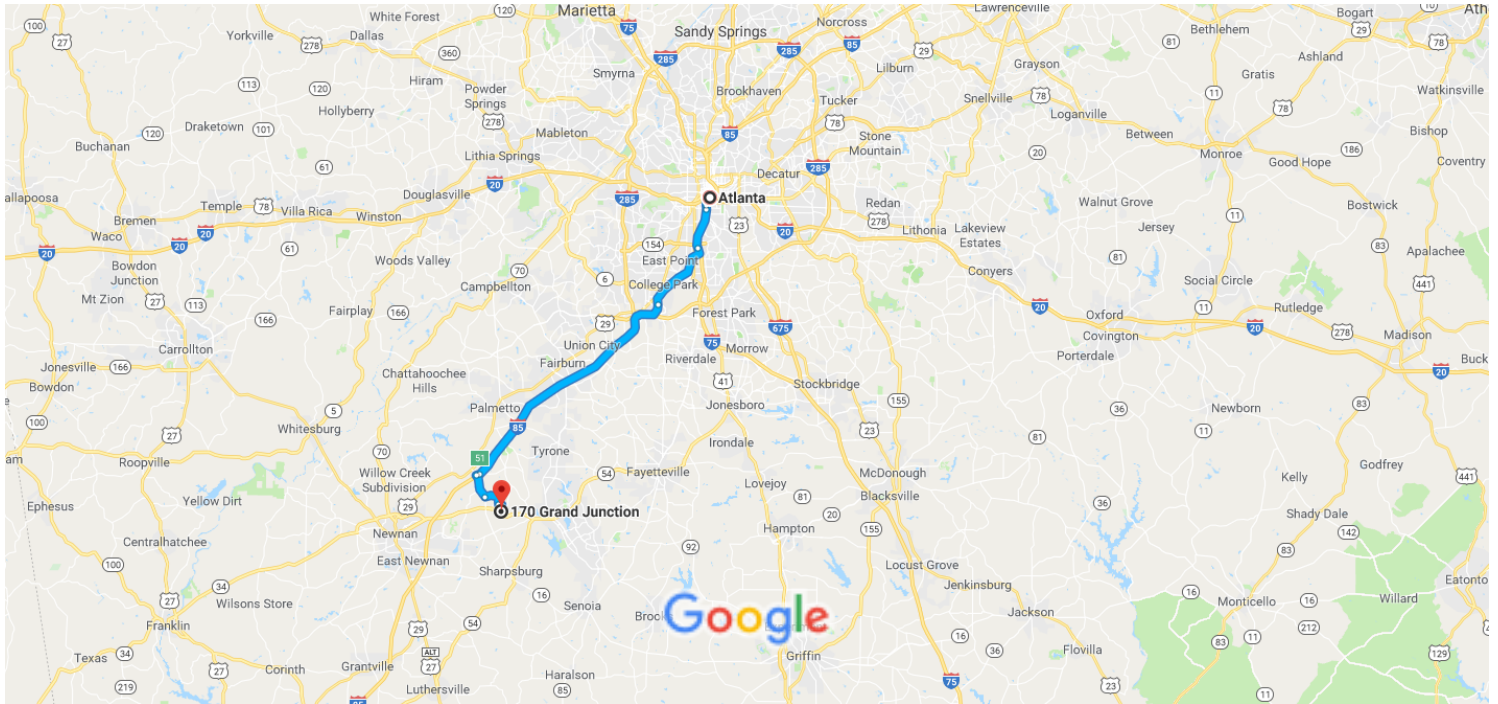 Marietta
Lawrenceville
White Forest
Norcross
Bogart
Yorkville
Dallas
Sandy Springs
Bethlehem
Ashland
Grayson
Smyrna
Lilburn
Hiram
Gratis
Powder
Springs
Brookhaven
Snellville
Watkinsville
Hollyberry
Tucker
Loganville
Draketown
Mableton
Stone
Mountain
Between
Bishop
Buchanan
Lithia Springs
Monroe
Good Hope
Coventry
Decatur
Douglasville
Atlanta
Redan
Walnut Grove
Bostwick
Temple
Villa Rica
Winston
Bremen
Lithonia
Lakeview
Estates
Jersey
Waco
Apalachee
Bowdon
Junction
Woods Valley
East Point
Conyers
Social Circle
Campbellton
College Park
Mt Zion
Fairplay
Forest Park
Oxford
Rutledge
Covington
Madison
Carrollton
Union City
Riverdale
Morrow
Porterdale
Jonesville
Fairburn
Chattahoochee
Hills
Stockbridge
Bowdon
Palmetto
Jonesboro
Newborn
Whitesburg
Irondale
Tyrone
Roopville
Willow Creek
Subdivision
Fayetteville
McDonough
Kelly
Godfrey
Lovejoy
Blacksville
Yellow Dirt
Ephesus
170 Grand Junction
Shady Dale
Hampton
Newnan
Centralhatchee
East Newnan
Sharpsburg
Locust Grove
Jenkinsburg
Eatonto
Wilsons Store
Senoia
Jackson
Monticello
Willard
Google
Franklin
Griffin
Flovilla
Texas
Corinth
Grantville
Haralson
Luthersville